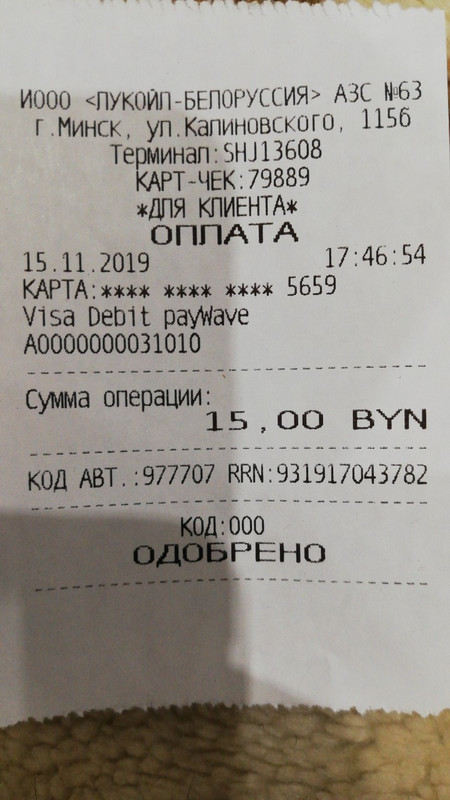 ИООО <ЛУКОЙЛ-БЕЛОРУССИЯ> АЗС №63
г.Минск, ул.Калиновского, 115б
Терминал:SHJ13608
КАРТ-ЧЕК:79889
*ДЛЯ КЛИЕНТА*
ОПЛАТА
15.11.2019 17:46:54
КАРТА:**** **** **** 5659
Visa Debit payWave
A0000000031010
Сумма операции:
15,00 BYN
КОД АВТ.:977707 RRN:931917043782
КОД:000
ОДОБРЕНО